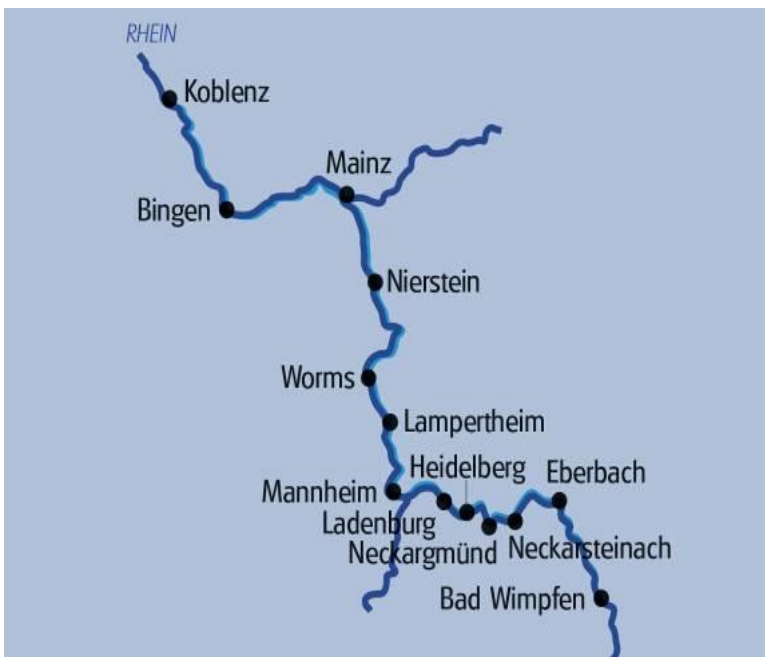 RHEIN
Koblenz
Mainz
Bingen
Nierstein
Worms
Lampertheim
Heidelberg
Eberbach
Mannheim
Ladenburg
Neckargmünd
Neckarsteinach
Bad Wimpfen